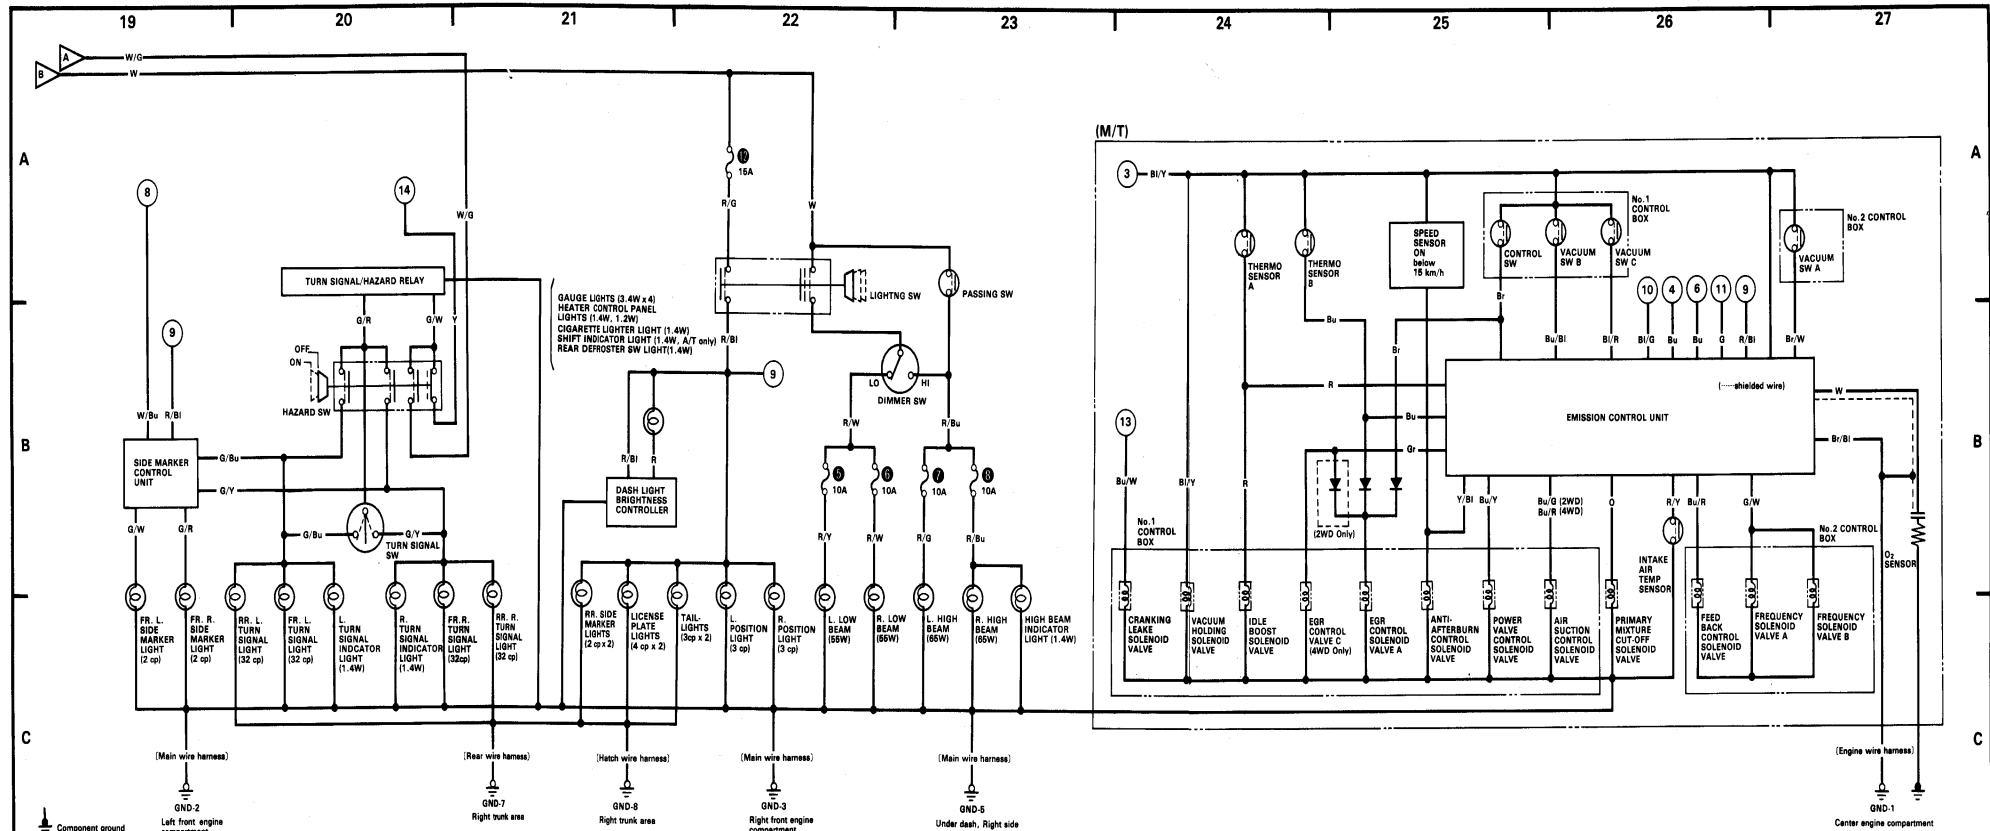 19 20 21 22 23 24 25 26 27
A
B
W/G
W
(M/T)
A
A
8
14
12
15A
R/G
W
W/G
3
Bl/Y
No.1
CONTROL
BOX
No.2 CONTROL
BOX
SPEED
SENSOR
ON
below
15 km/h
THERMO
SENSOR
A
THERMO
SENSOR
B
CONTROL
SW
VACUUM
SW B
VACUUM
SW C
VACUUM
SW A
TURN SIGNAL/HAZARD RELAY
LIGHTNG SW
PASSING SW
G/R
G/W
Y
GAUGE LIGHTS (3.4W x 4)
HEATER CONTROL PANEL
LIGHTS (1.4W, 1.2W)
CIGARETTE LIGHTER LIGHT (1.4W)
SHIFT INDICATOR LIGHT (1.4W, A/T only)
REAR DEFROSTER SW LIGHT(1.4W)
R/Bl
Br
10
4
6
11
9
Bu
Br
Bu/Bl
Bl/R
Bl/G
Bu
Bu
G
R/Bl
Br/W
9
OFF
ON
HAZARD SW
9
LO
HI
DIMMER SW
R
(-----shielded wire)
W
EMISSION CONTROL UNIT
W/Bu
R/Bl
R/W
R/Bu
13
Bu
Gr
Br/Bl
B
B
SIDE MARKER
CONTROL
UNIT
G/Bu
G/Y
R/Bl
R
DASH LIGHT
BRIGHTNESS
CONTROLLER
5
10A
6
10A
7
10A
8
10A
Bu/W
Bl/Y
R
(2WD Only)
Y/Bl
Bu/Y
Bu/G (2WD)
Bu/R (4WD)
O
R/Y
Bu/R
G/W
G/W
G/R
G/Bu
G/Y
TURN SIGNAL
SW
R/Y
R/W
R/G
R/Bu
No.1
CONTROL
BOX
INTAKE
AIR
TEMP
SENSOR
No.2 CONTROL
BOX
O2
SENSOR
FR. L.
SIDE
MARKER
LIGHT
(2 cp)
FR. R.
SIDE
MARKER
LIGHT
(2 cp)
RR. L.
TURN
SIGNAL
LIGHT
(32 cp)
FR. L.
TURN
SIGNAL
LIGHT
(32 cp)
L.
TURN
SIGNAL
INDCATOR
LIGHT
(1.4W)
R.
TURN
SIGNAL
INDICATOR
LIGHT
(1.4W)
FR. R.
TURN
SIGNAL
LIGHT
(32cp)
RR. R.
TURN
SIGNAL
LIGHT
(32 cp)
RR. SIDE
MARKER
LIGHTS
(2 cp x 2)
LICENSE
PLATE
LIGHTS
(4 cp x 2)
TAIL-
LIGHTS
(3cp x 2)
L.
POSITION
LIGHT
(3 cp)
R.
POSITION
LIGHT
(3 cp)
L. LOW
BEAM
(55W)
R. LOW
BEAM
(55W)
L. HIGH
BEAM
(65W)
R. HIGH
BEAM
(65W)
HIGH BEAM
INDICATOR
LIGHT (1.4W)
CRANKING
LEAKE
SOLENOID
VALVE
VACUUM
HOLDING
SOLENOID
VALVE
IDLE
BOOST
SOLENOID
VALVE
EGR
CONTROL
VALVE C
(4WD Only)
EGR
CONTROL
SOLENOID
VALVE A
ANTI-
AFTERBURN
CONTROL
SOLENOID
VALVE
POWER
VALVE
CONTROL
SOLENOID
VALVE
AIR
SUCTION
CONTROL
SOLENOID
VALVE
PRIMARY
MIXTURE
CUT-OFF
SOLENOID
VALVE
FEED
BACK
CONTROL
SOLENOID
VALVE
FREQUENCY
SOLENOID
VALVE A
FREQUENCY
SOLENOID
VALVE B
C
C
(Main wire harness)
(Rear wire harness)
(Hatch wire harness)
(Main wire harness)
(Main wire harness)
(Engine wire harness)
GND-2
Left front engine
compartment
GND-7
Right trunk area
GND-8
Right trunk area
GND-3
Right front engine
compartment
GND-5
Under dash, Right side
GND-1
Center engine compartment
Component ground